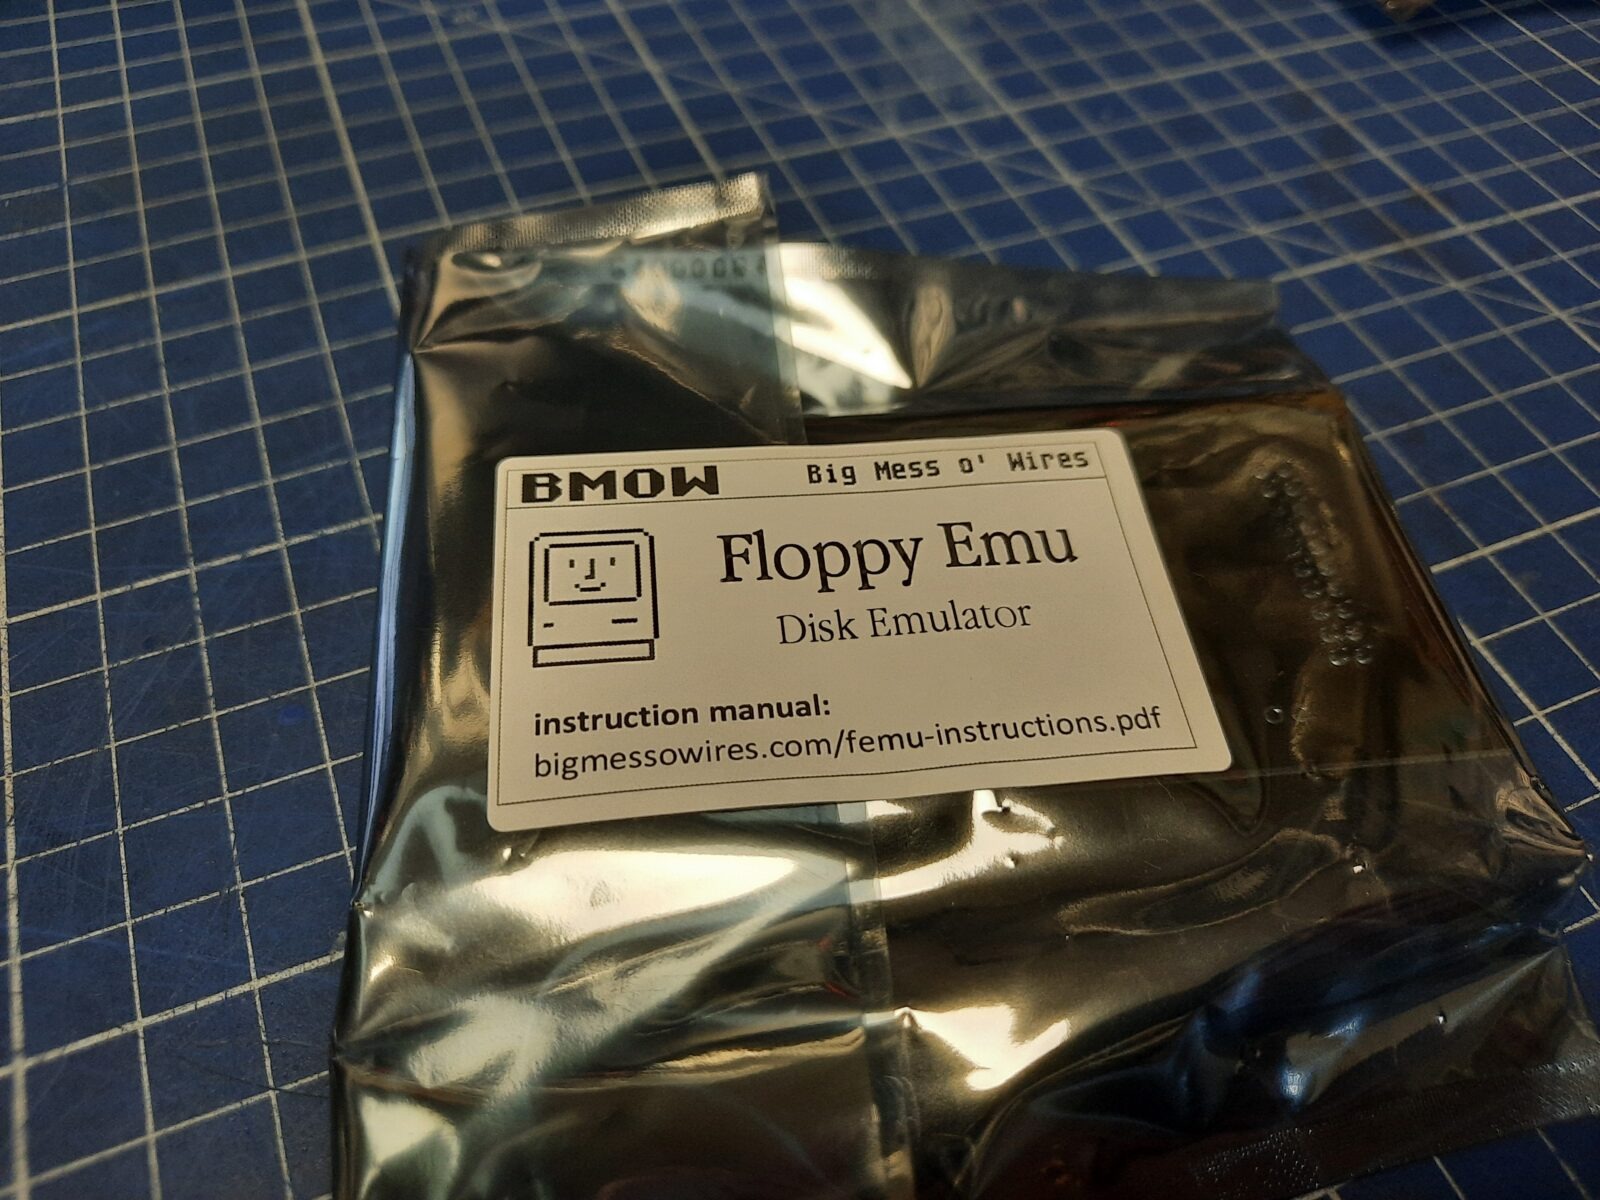 BMOW
Big Mess o' Wires
Floppy Emu
Disk Emulator
instruction manual:
bigmessowires.com/femu-instructions.pdf